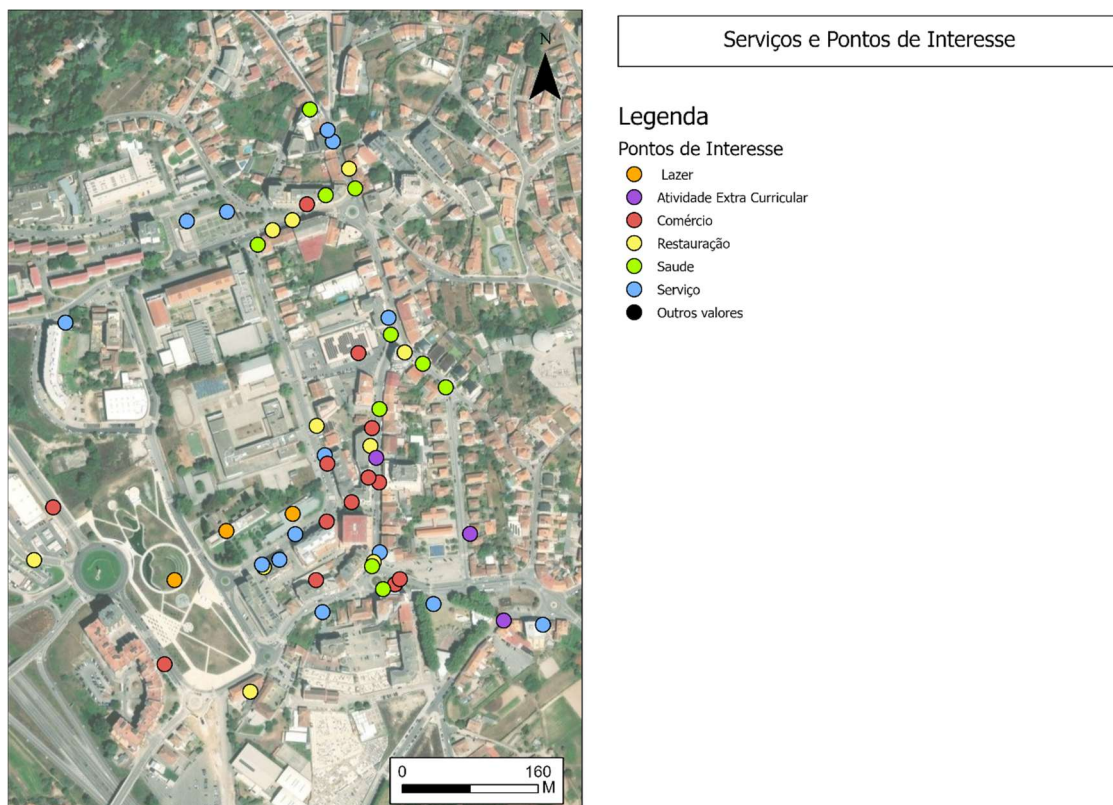 N
0 160
M
Serviços e Pontos de Interesse
Legenda
Pontos de Interesse
Lazer
Atividade Extra Curricular
Comércio
Restauração
Saude
Serviço
Outros valores